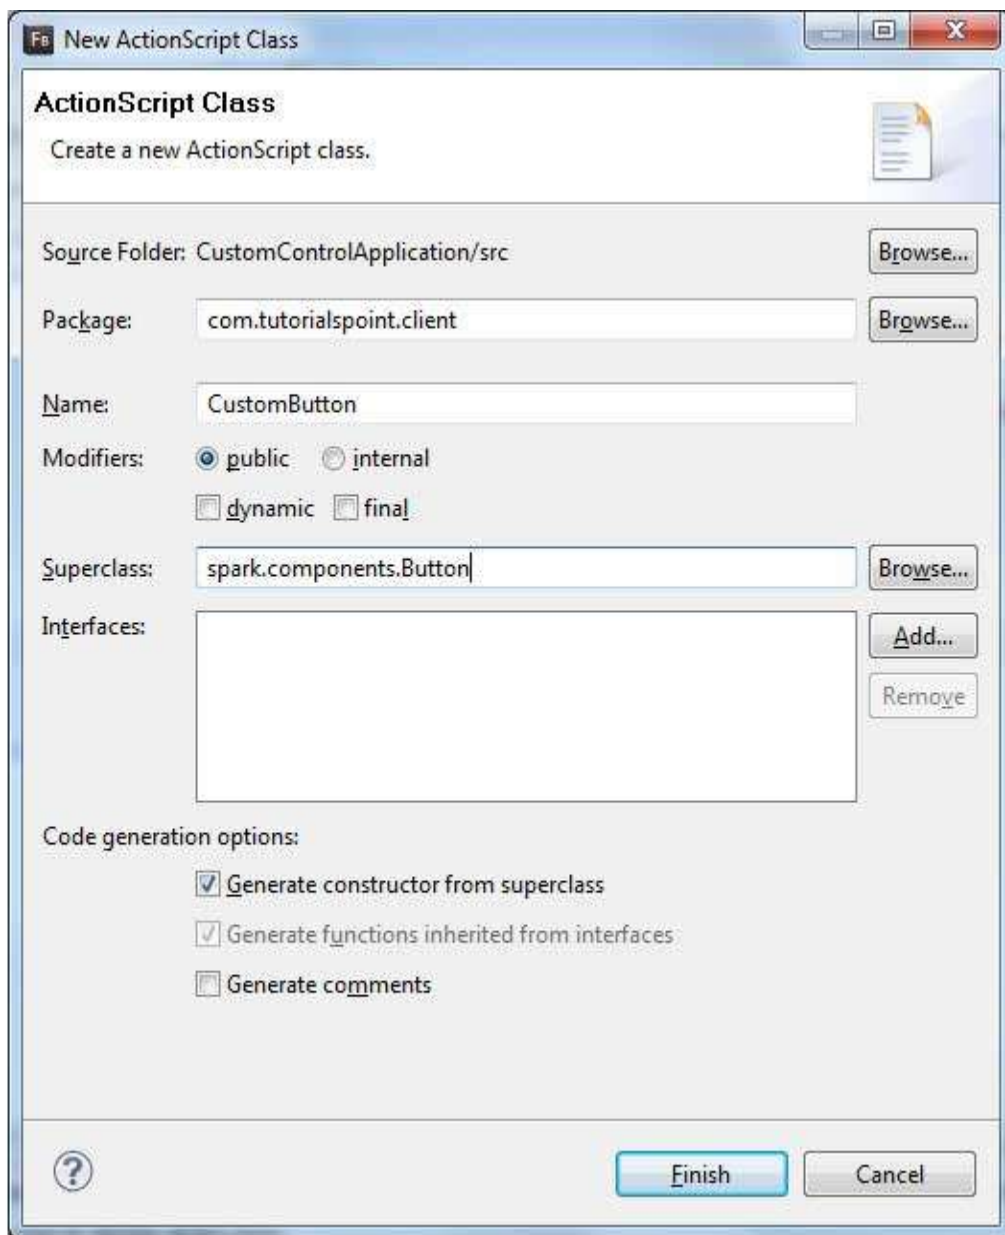 FB New ActionScript Class
ActionScript Class
Create a new ActionScript class.
Source Folder: CustomControlApplication/src Browse...
Package: com.tutorialspoint.client Browse...
Name: CustomButton
Modifiers: public internal
dynamic final
Superclass: spark.components.Button Browse...
Interfaces: Add...
Remove
Code generation options:
Generate constructor from superclass
Generate functions inherited from interfaces
Generate comments
? Finish Cancel